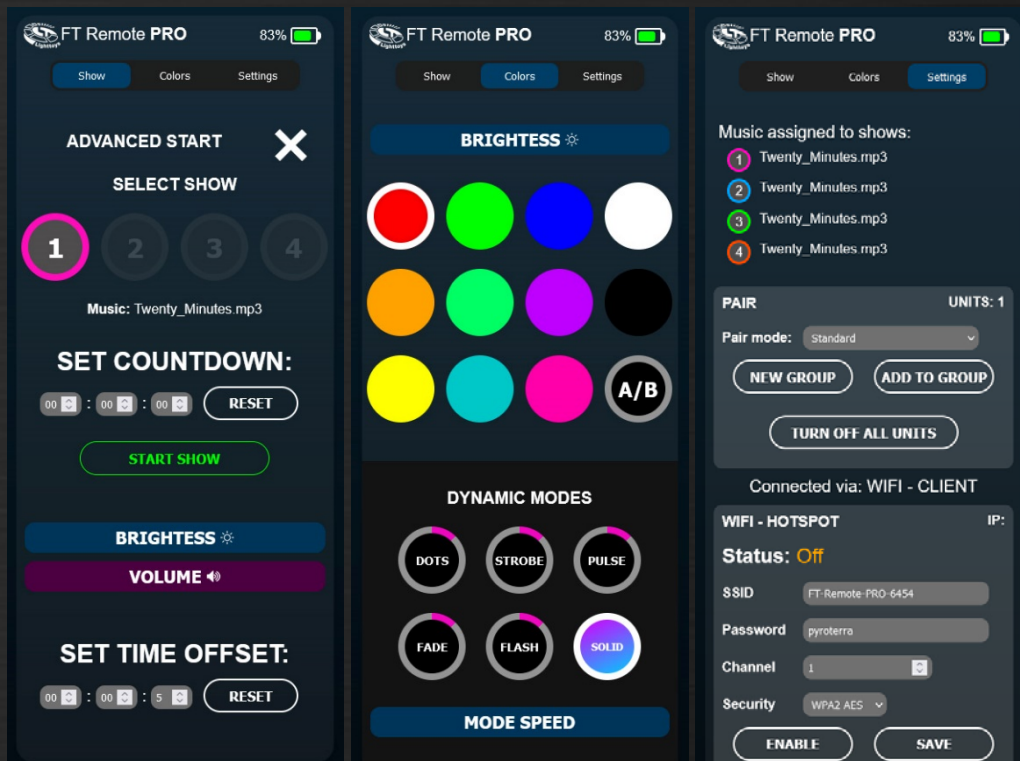 FT Remote PRO 83%
Show Colors Settings
ADVANCED START
SELECT SHOW
1 2 3 4
Music: Twenty_Minutes.mp3
SET COUNTDOWN:
00 : 00 : 00 RESET
START SHOW
BRIGHTESS
VOLUME
SET TIME OFFSET:
00 : 00 : 5 RESET
FT Remote PRO 83%
Show Colors Settings
BRIGHTESS
A/B
DYNAMIC MODES
DOTS STROBE PULSE
FADE FLASH SOLID
MODE SPEED
FT Remote PRO 83%
Show Colors Settings
Music assigned to shows:
1 Twenty_Minutes.mp3
2 Twenty_Minutes.mp3
3 Twenty_Minutes.mp3
4 Twenty_Minutes.mp3
PAIR UNITS: 1
Pair mode: Standard
NEW GROUP ADD TO GROUP
TURN OFF ALL UNITS
Connected via: WIFI - CLIENT
WIFI - HOTSPOT IP:
Status: Off
SSID FT-Remote-PRO-6454
Password pyroterra
Channel 1
Security WPA2 AES
ENABLE SAVE